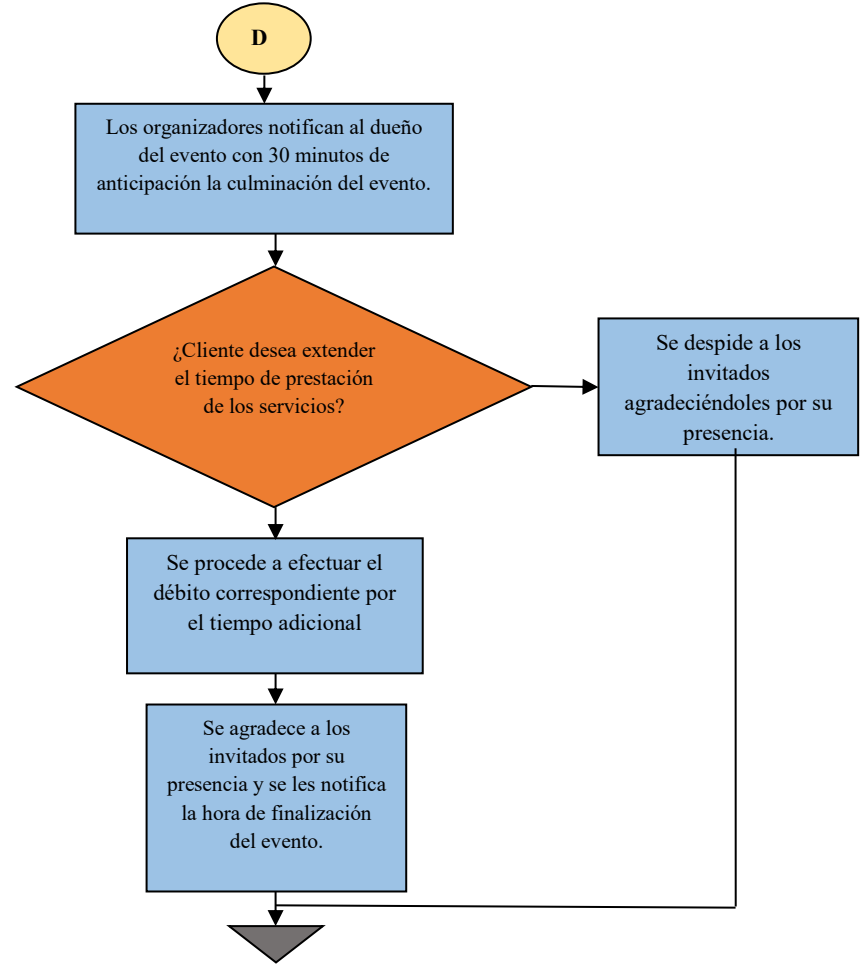 D
Los organizadores notifican al dueño
del evento con 30 minutos de
anticipación la culminación del evento.
¿Cliente desea extender
el tiempo de prestación
de los servicios?
Se despide a los
invitados
agradeciéndoles por su
presencia.
Se procede a efectuar el
débito correspondiente por
el tiempo adicional
Se agradece a los
invitados por su
presencia y se les notifica
la hora de finalización
del evento.